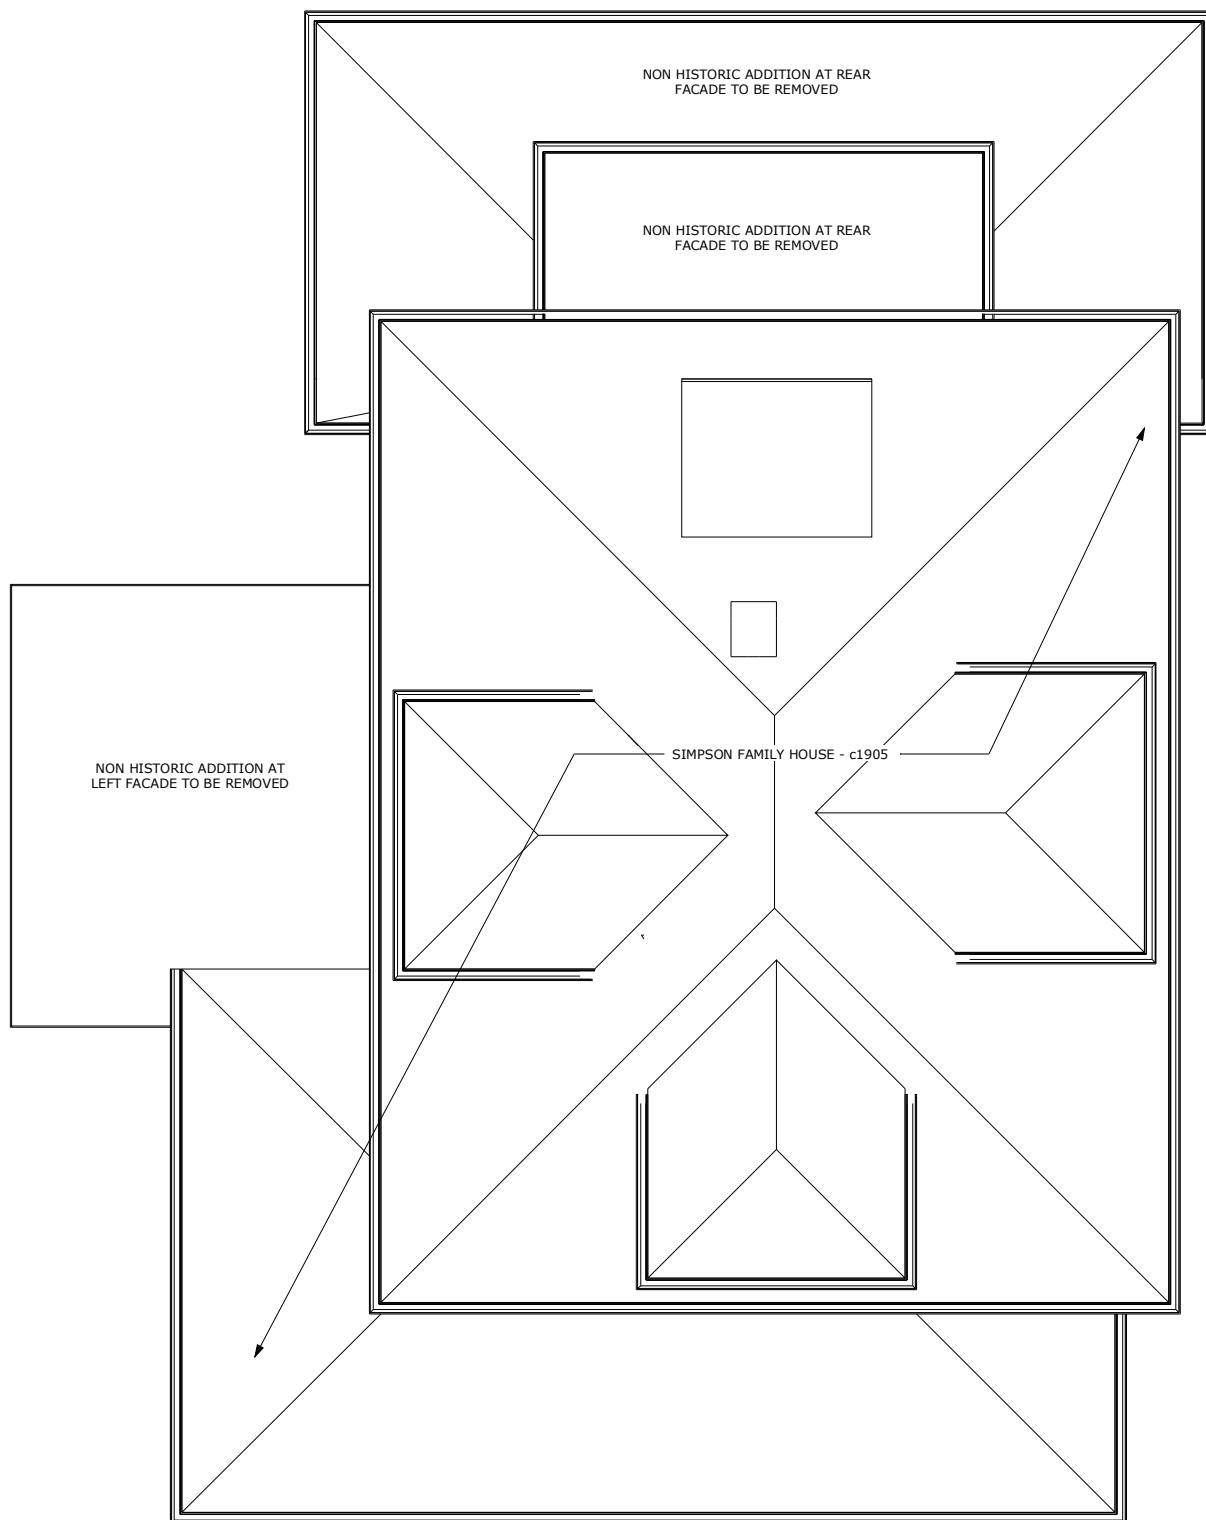 NON HISTORIC ADDITION AT REAR
FACADE TO BE REMOVED
NON HISTORIC ADDITION AT REAR
FACADE TO BE REMOVED
SIMPSON FAMILY HOUSE - c1905
NON HISTORIC ADDITION AT
LEFT FACADE TO BE REMOVED